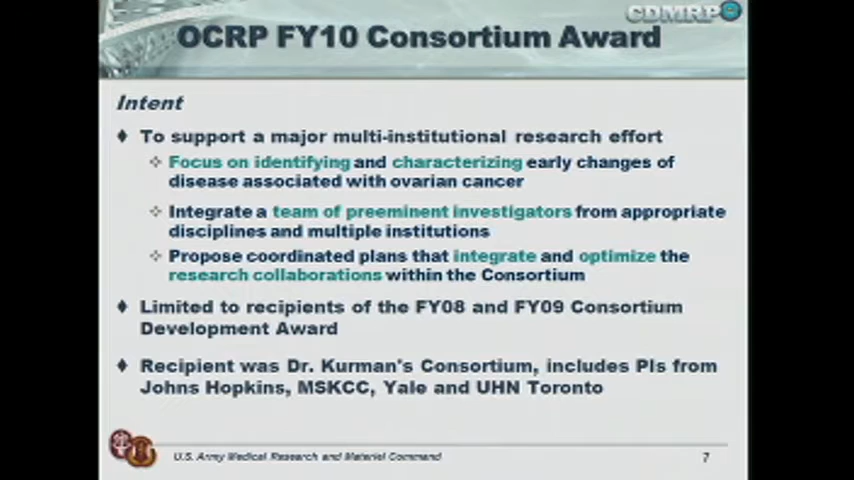 CDMRP
OCRP FY10 Consortium Award
Intent
To support a major multi-institutional research effort
Focus on identifying and characterizing early changes of
disease associated with ovarian cancer
Integrate a team of preeminent investigators from appropriate
disciplines and multiple institutions
Propose coordinated plans that integrate and optimize the
research collaborations within the Consortium
Limited to recipients of the FY08 and FY09 Consortium
Development Award
Recipient was Dr. Kurman's Consortium, includes PIs from
Johns Hopkins, MSKCC, Yale and UHN Toronto
U.S. Army Medical Research and Materiel Command
7